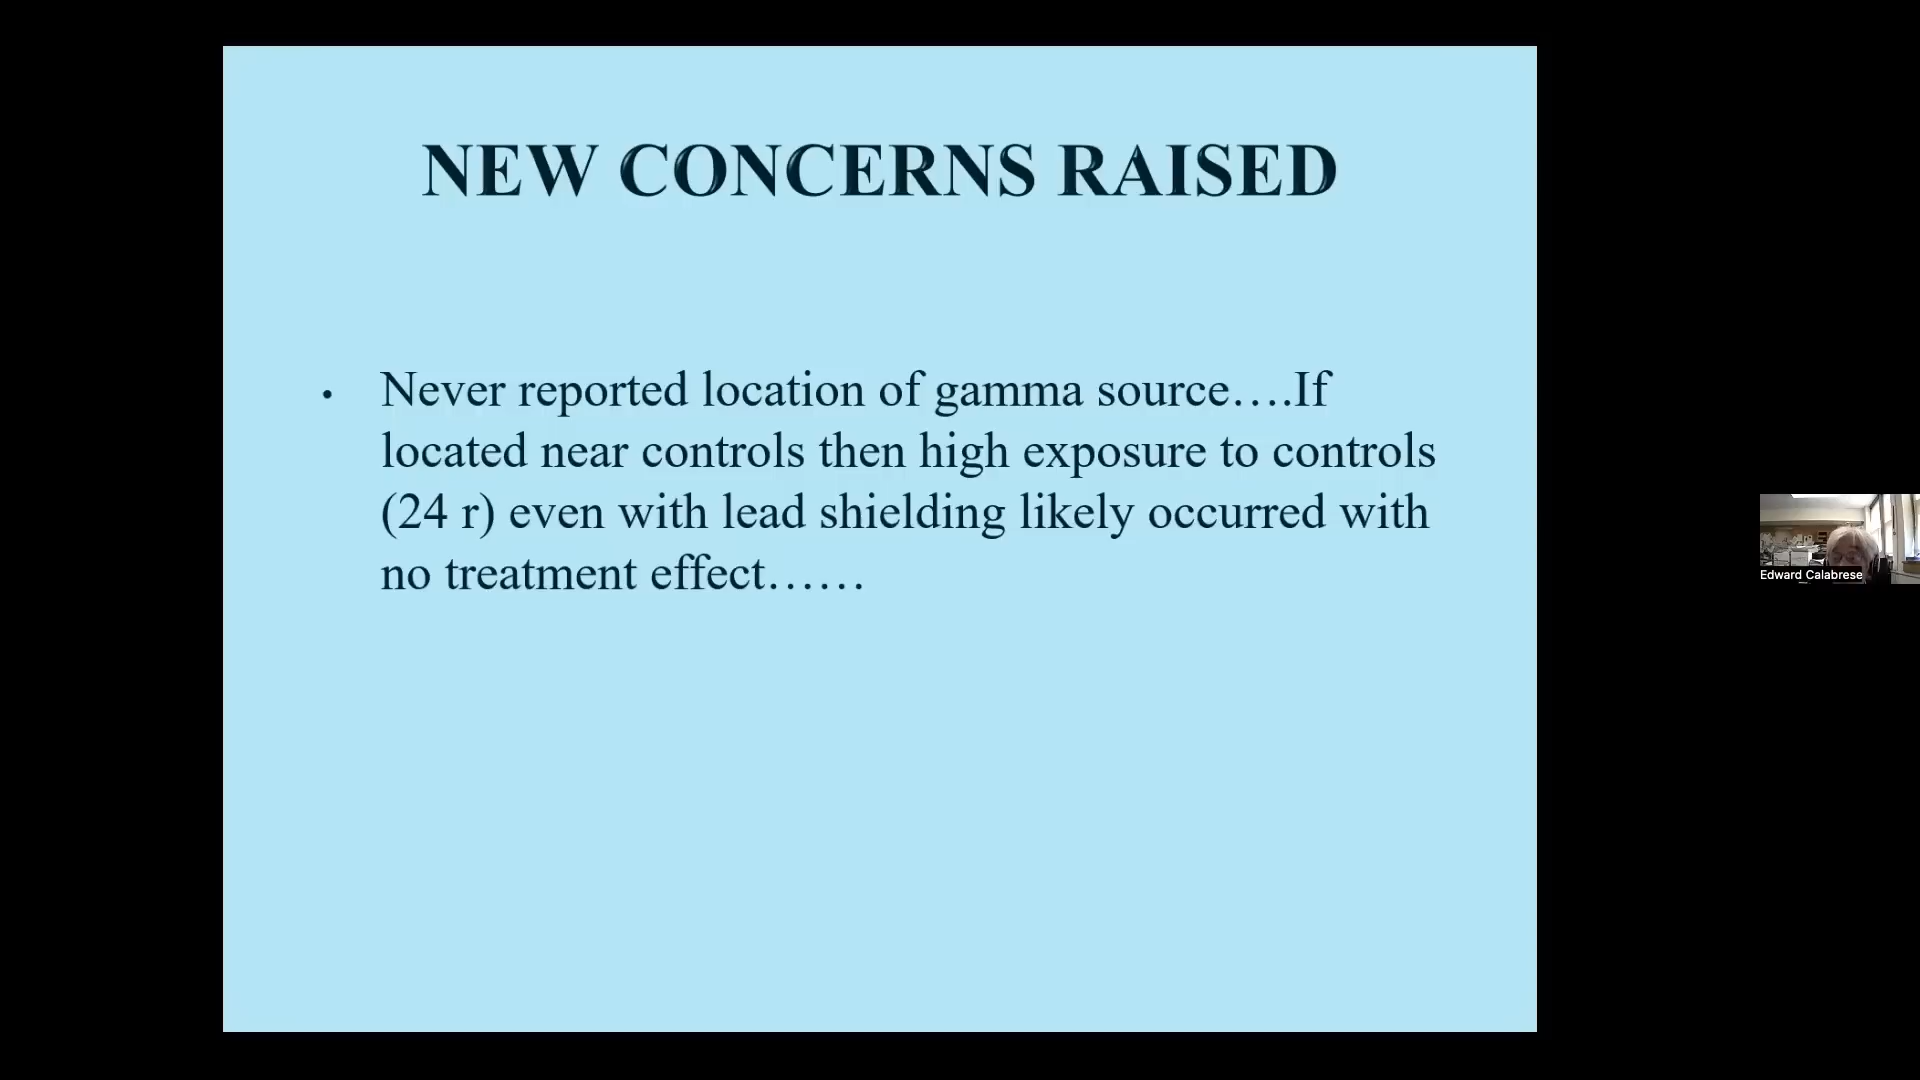 NEW CONCERNS RAISED
• Never reported location of gamma source….If
located near controls then high exposure to controls
(24 r) even with lead shielding likely occurred with
no treatment effect……
Edward Calabrese